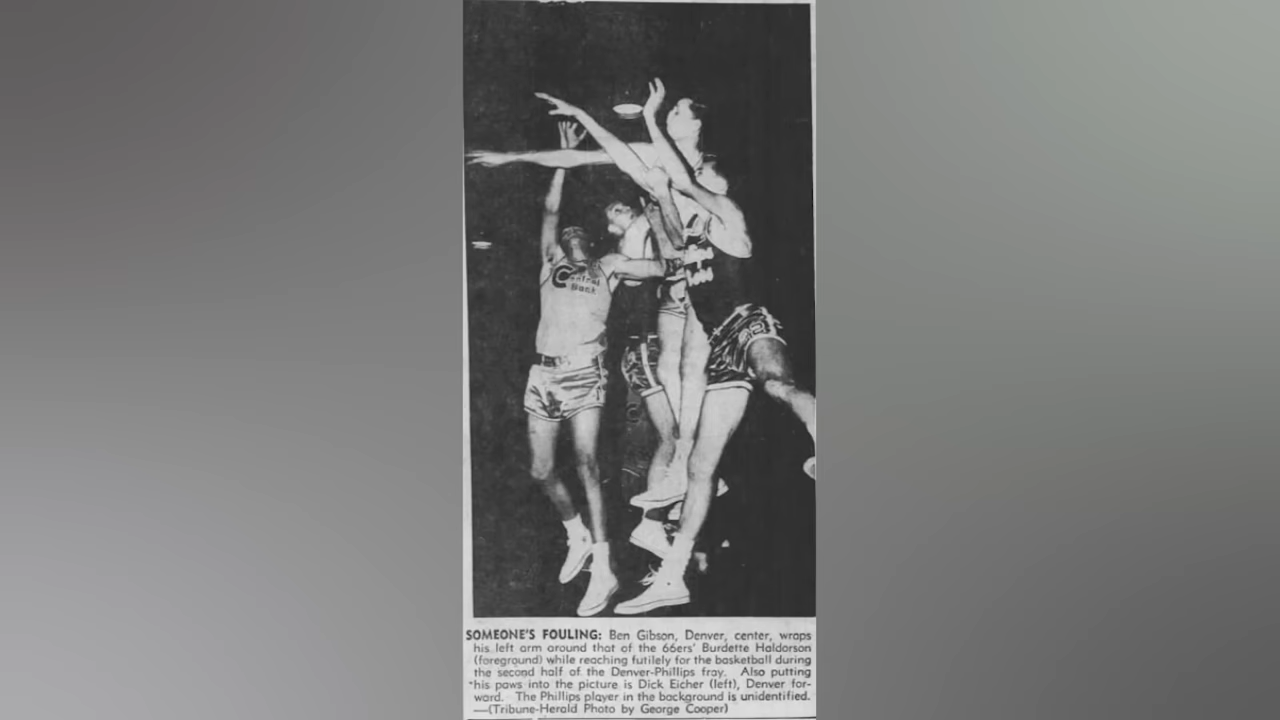 Central
Bank
SOMEONE'S FOULING: Ben Gibson, Denver, center, wraps
his left arm around that of the 66ers' Burdette Haldorson
(foreground) while reaching futilely for the basketball during
the second half of the Denver-Phillips fray. Also putting
his paws into the picture is Dick Eicher (left), Denver for-
ward. The Phillips player in the background is unidentified.
—(Tribune-Herald Photo by George Cooper)